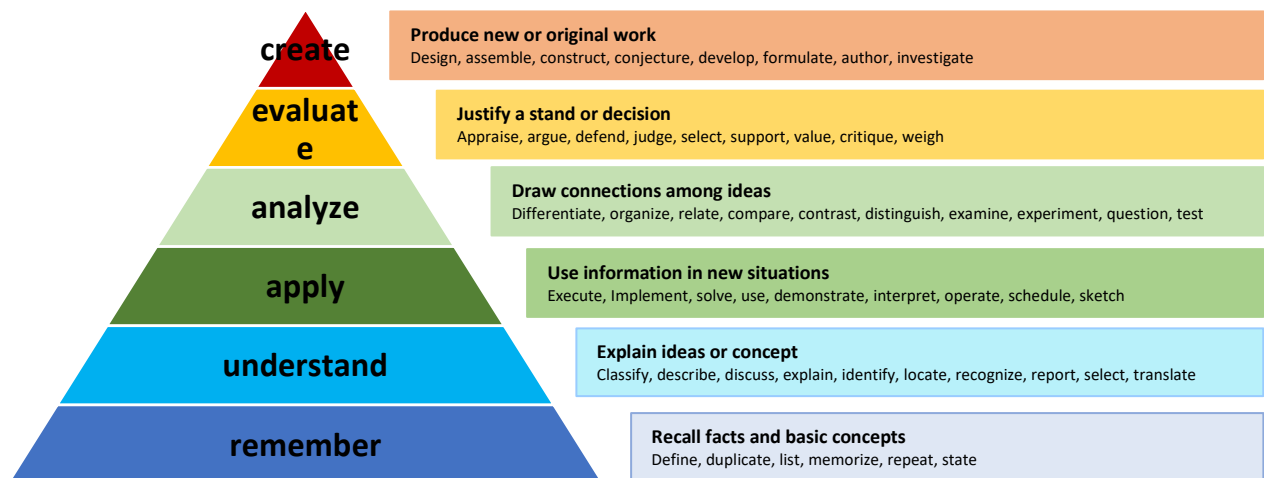 create
Produce new or original work
Design, assemble, construct, conjecture, develop, formulate, author, investigate
evaluat
e
Justify a stand or decision
Appraise, argue, defend, judge, select, support, value, critique, weigh
analyze
Draw connections among ideas
Differentiate, organize, relate, compare, contrast, distinguish, examine, experiment, question, test
apply
Use information in new situations
Execute, Implement, solve, use, demonstrate, interpret, operate, schedule, sketch
understand
Explain ideas or concept
Classify, describe, discuss, explain, identify, locate, recognize, report, select, translate
remember
Recall facts and basic concepts
Define, duplicate, list, memorize, repeat, state